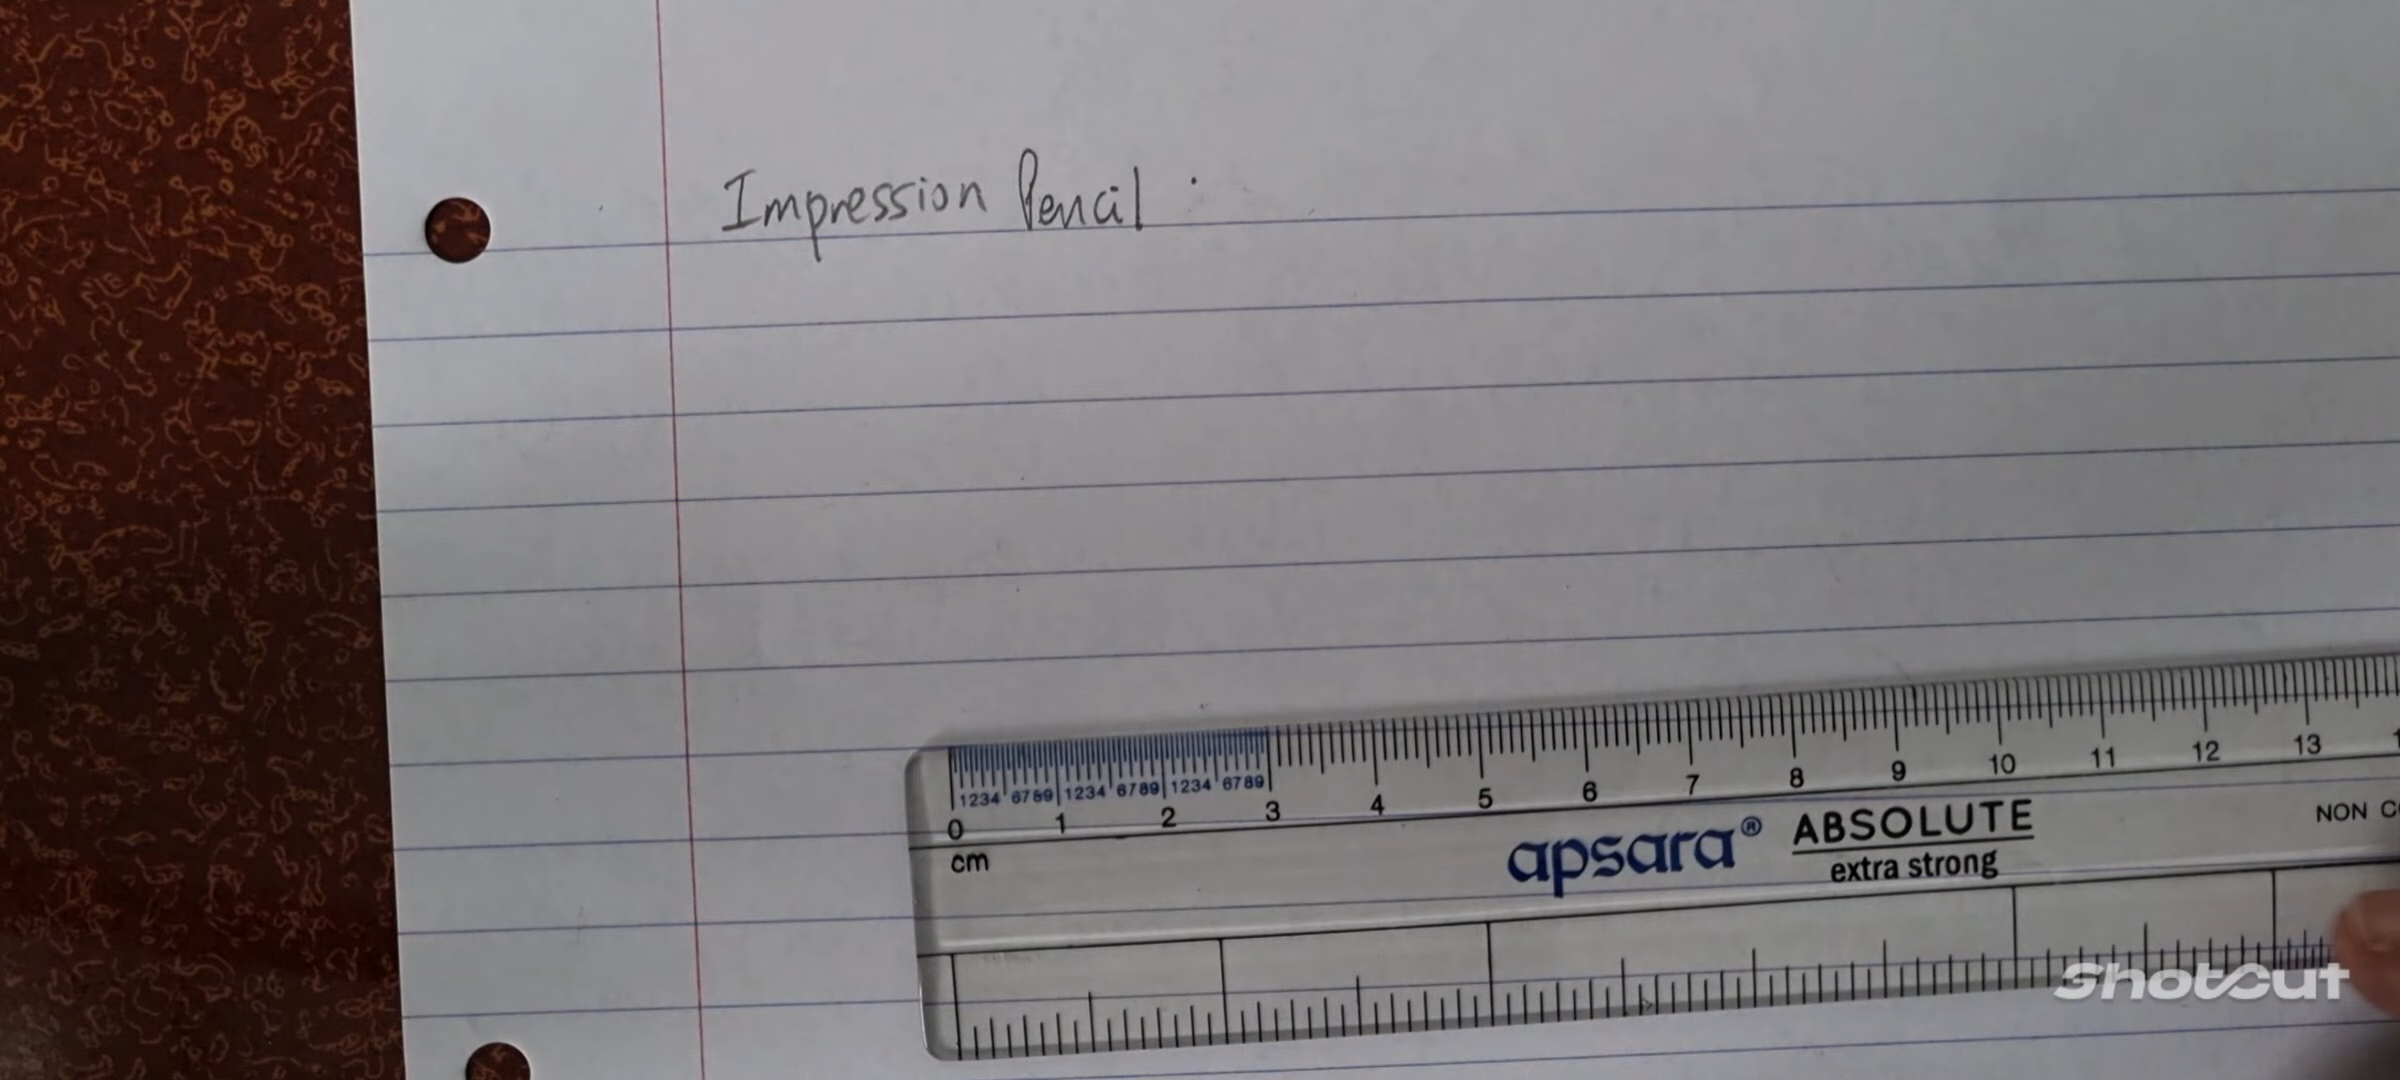 Impression Pencil :
1234 6789 1234 6789 1234 6789
0 1 2 3 4 5 6 7 8 9 10 11 12 13
cm
apsara® ABSOLUTE
extra strong
NON C
ShotCut